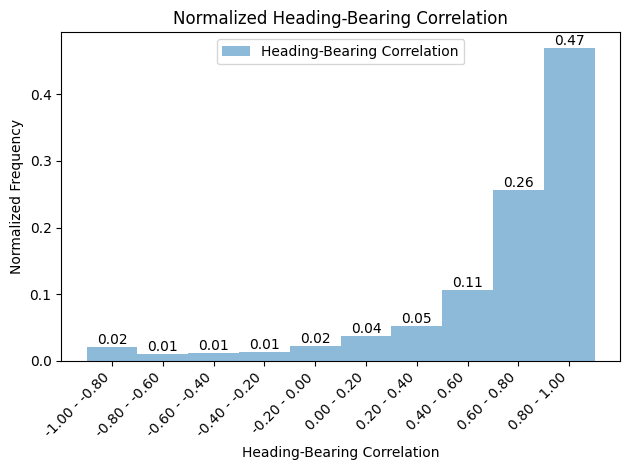 Normalized Heading-Bearing Correlation
Heading-Bearing Correlation
Normalized Frequency
0.4
0.3
0.2
0.1
0.0
0.02
0.01
0.01
0.01
0.02
0.04
0.05
0.11
0.26
0.47
-1.00 - -0.80
-0.80 - -0.60
-0.60 - -0.40
-0.40 - -0.20
-0.20 - 0.00
0.00 - 0.20
0.20 - 0.40
0.40 - 0.60
0.60 - 0.80
0.80 - 1.00
Heading-Bearing Correlation